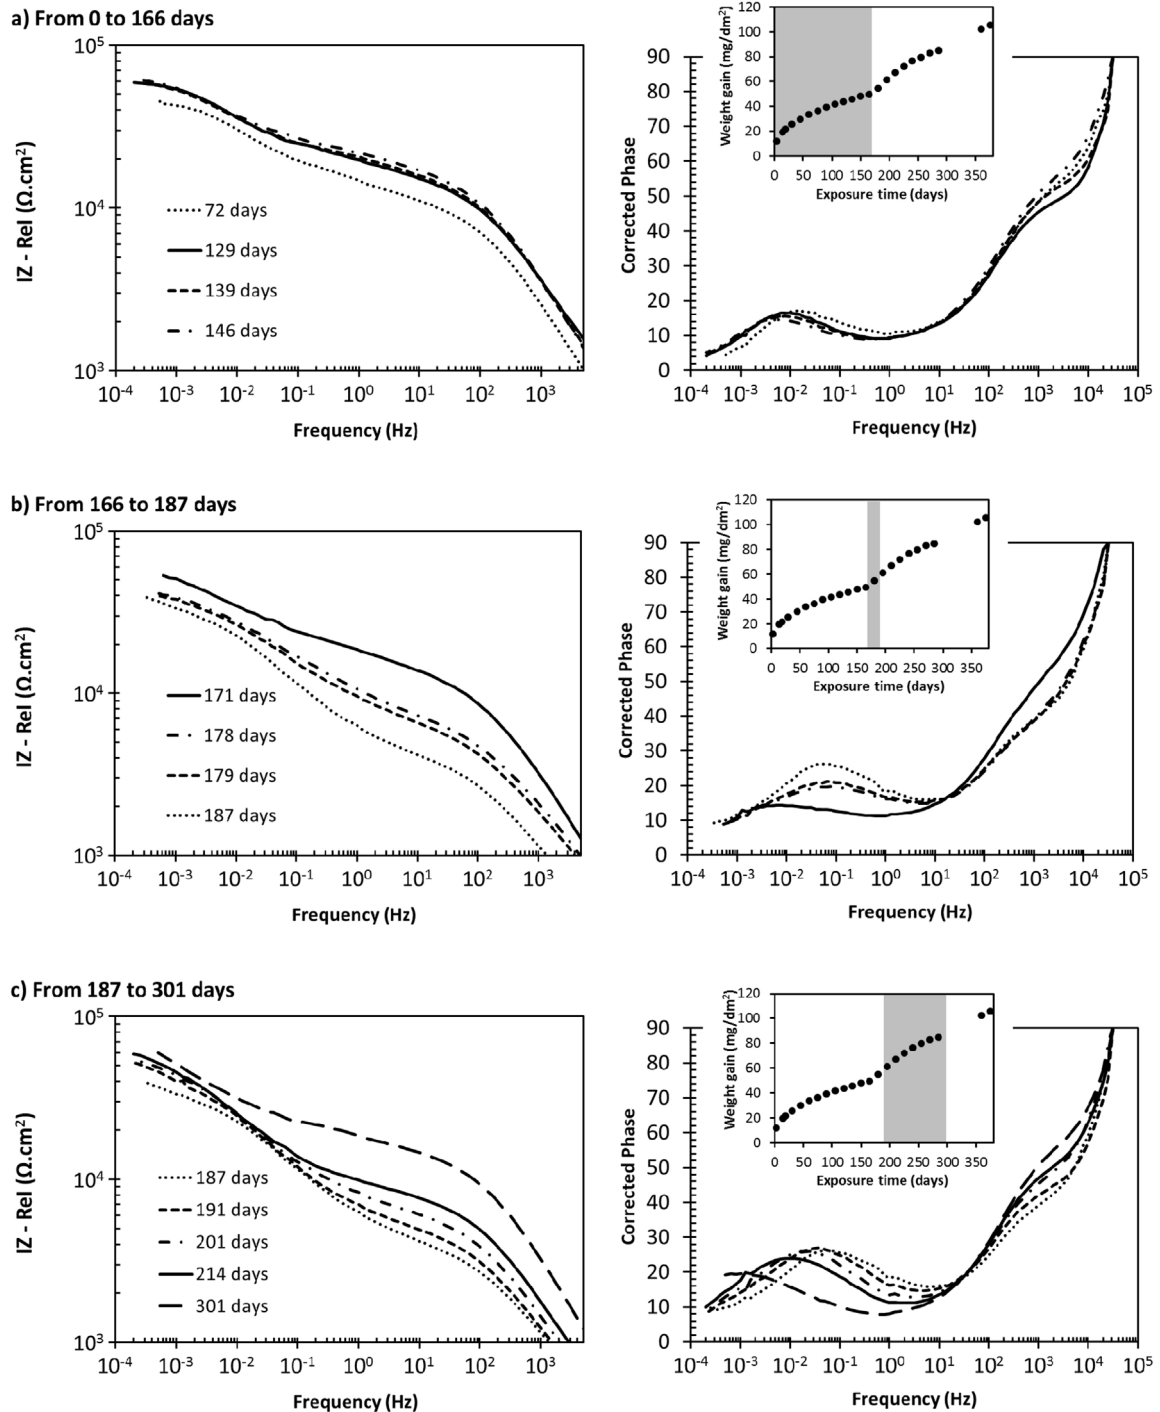 a) From 0 to 166 days
10⁵
10⁴
10³
IZ - Rel (Ω.cm²)
72 days
129 days
139 days
146 days
10⁻⁴ 10⁻³ 10⁻² 10⁻¹ 10⁰ 10¹ 10² 10³
Frequency (Hz)
90
80
70
60
50
40
30
20
10
0
Corrected Phase
120
100
80
60
40
20
0
Weight gain (mg/dm²)
0 50 100 150 200 250 300 350
Exposure time (days)
10⁻⁴ 10⁻³ 10⁻² 10⁻¹ 10⁰ 10¹ 10² 10³ 10⁴ 10⁵
Frequency (Hz)
b) From 166 to 187 days
10⁵
10⁴
10³
IZ - Rel (Ω.cm²)
171 days
178 days
179 days
187 days
10⁻⁴ 10⁻³ 10⁻² 10⁻¹ 10⁰ 10¹ 10² 10³
Frequency (Hz)
90
80
70
60
50
40
30
20
10
0
Corrected Phase
120
100
80
60
40
20
0
Weight gain (mg/dm²)
0 50 100 150 200 250 300 350
Exposure time (days)
10⁻⁴ 10⁻³ 10⁻² 10⁻¹ 10⁰ 10¹ 10² 10³ 10⁴ 10⁵
Frequency (Hz)
c) From 187 to 301 days
10⁵
10⁴
10³
IZ - Rel (Ω.cm²)
187 days
191 days
201 days
214 days
301 days
10⁻⁴ 10⁻³ 10⁻² 10⁻¹ 10⁰ 10¹ 10² 10³
Frequency (Hz)
90
80
70
60
50
40
30
20
10
0
Corrected Phase
120
100
80
60
40
20
0
Weight gain (mg/dm²)
0 50 100 150 200 250 300 350
Exposure time (days)
10⁻⁴ 10⁻³ 10⁻² 10⁻¹ 10⁰ 10¹ 10² 10³ 10⁴ 10⁵
Frequency (Hz)